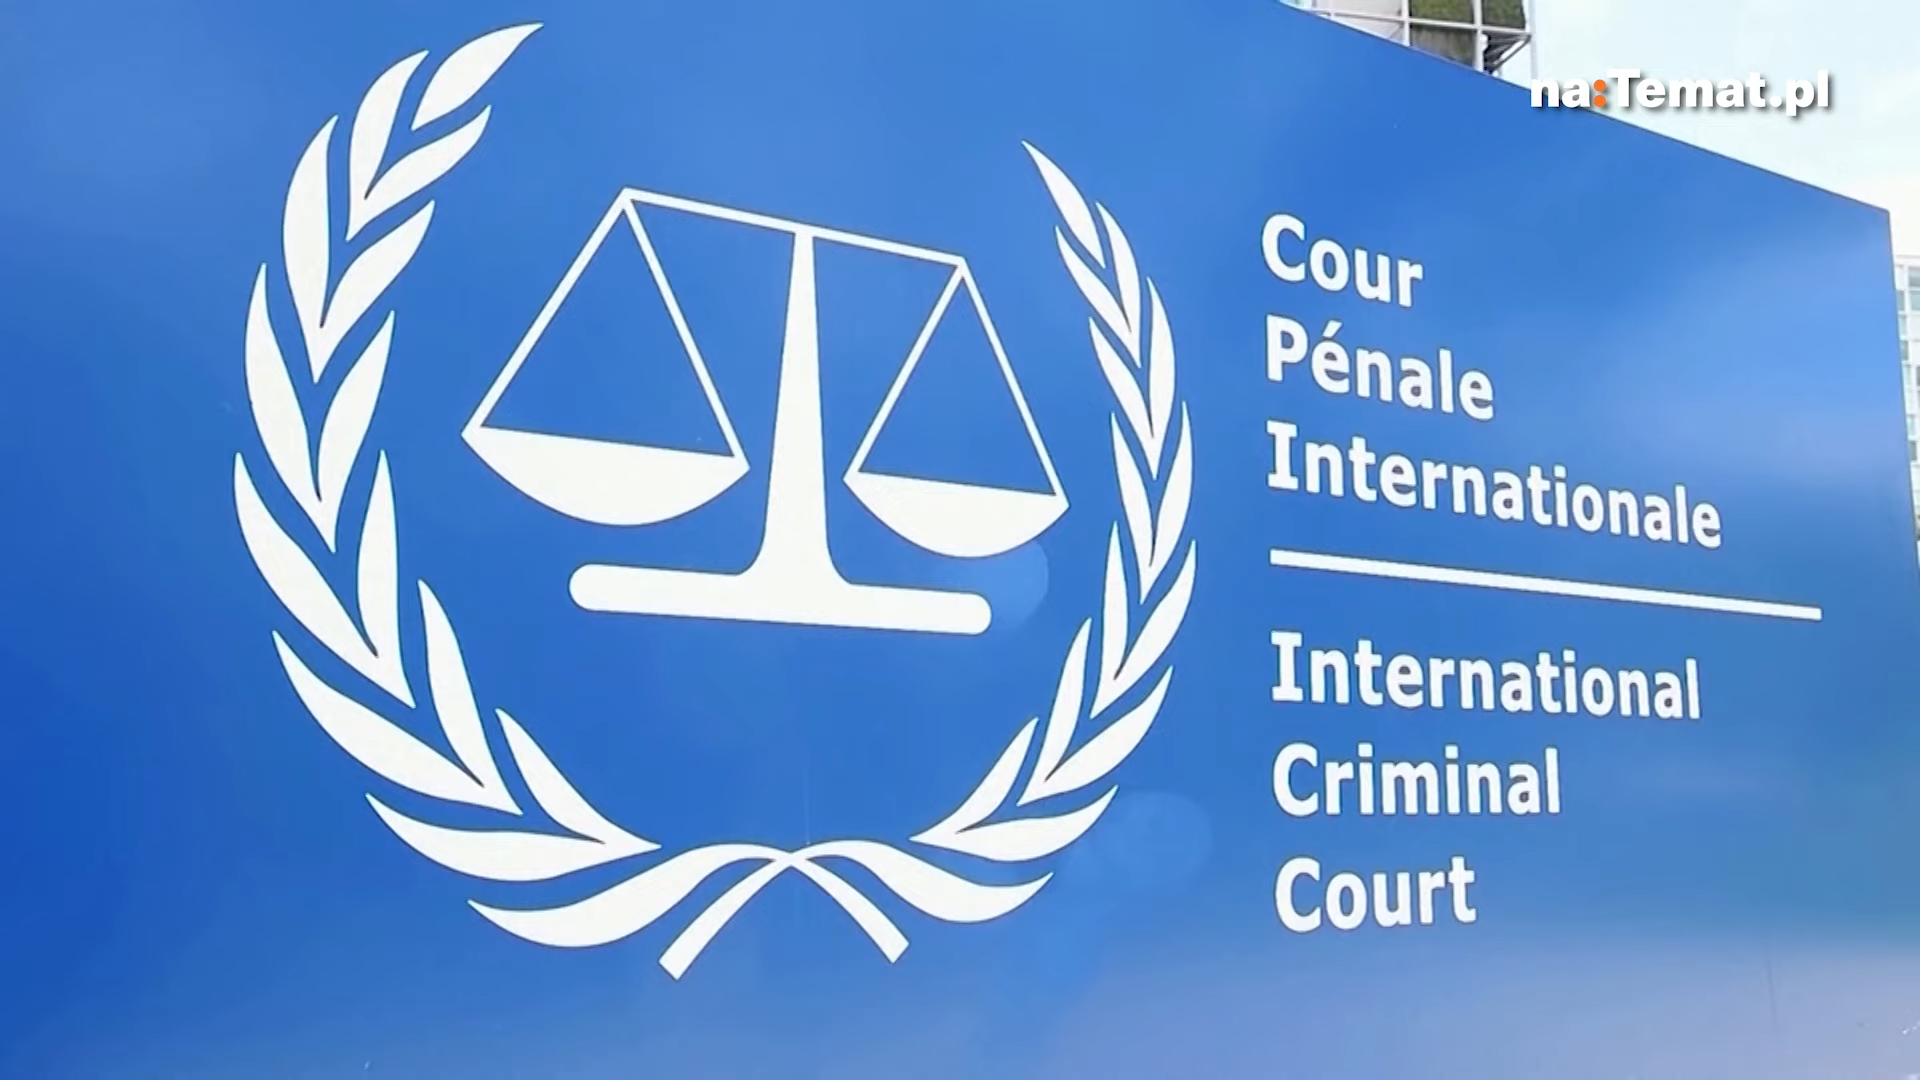 na:Temat.pl
Cour
Pénale
Internationale
International
Criminal
Court